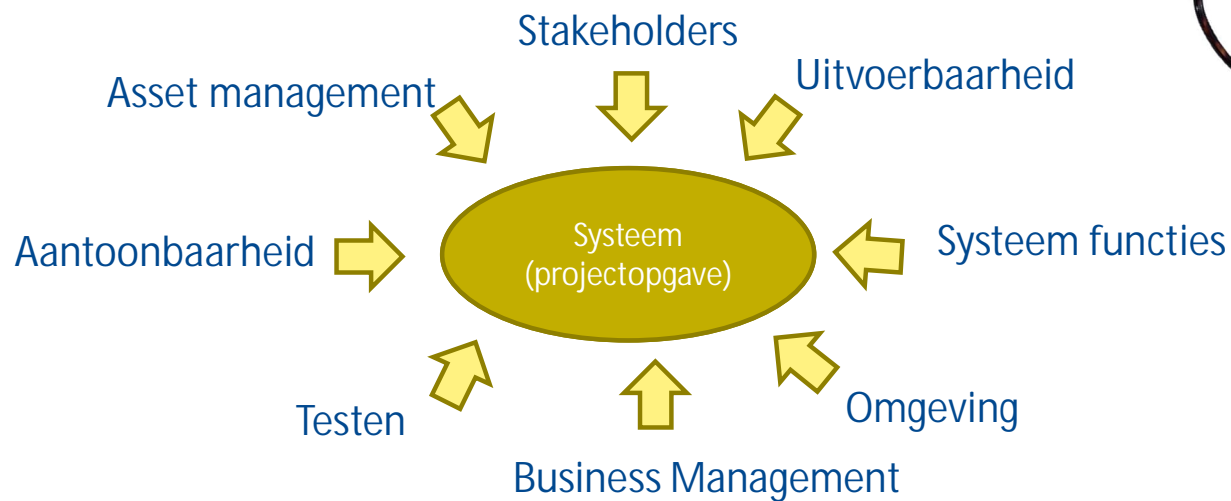 Stakeholders
Asset management
Uitvoerbaarheid
Aantoonbaarheid
Systeem
(projectopgave)
Systeem functies
Testen
Omgeving
Business Management